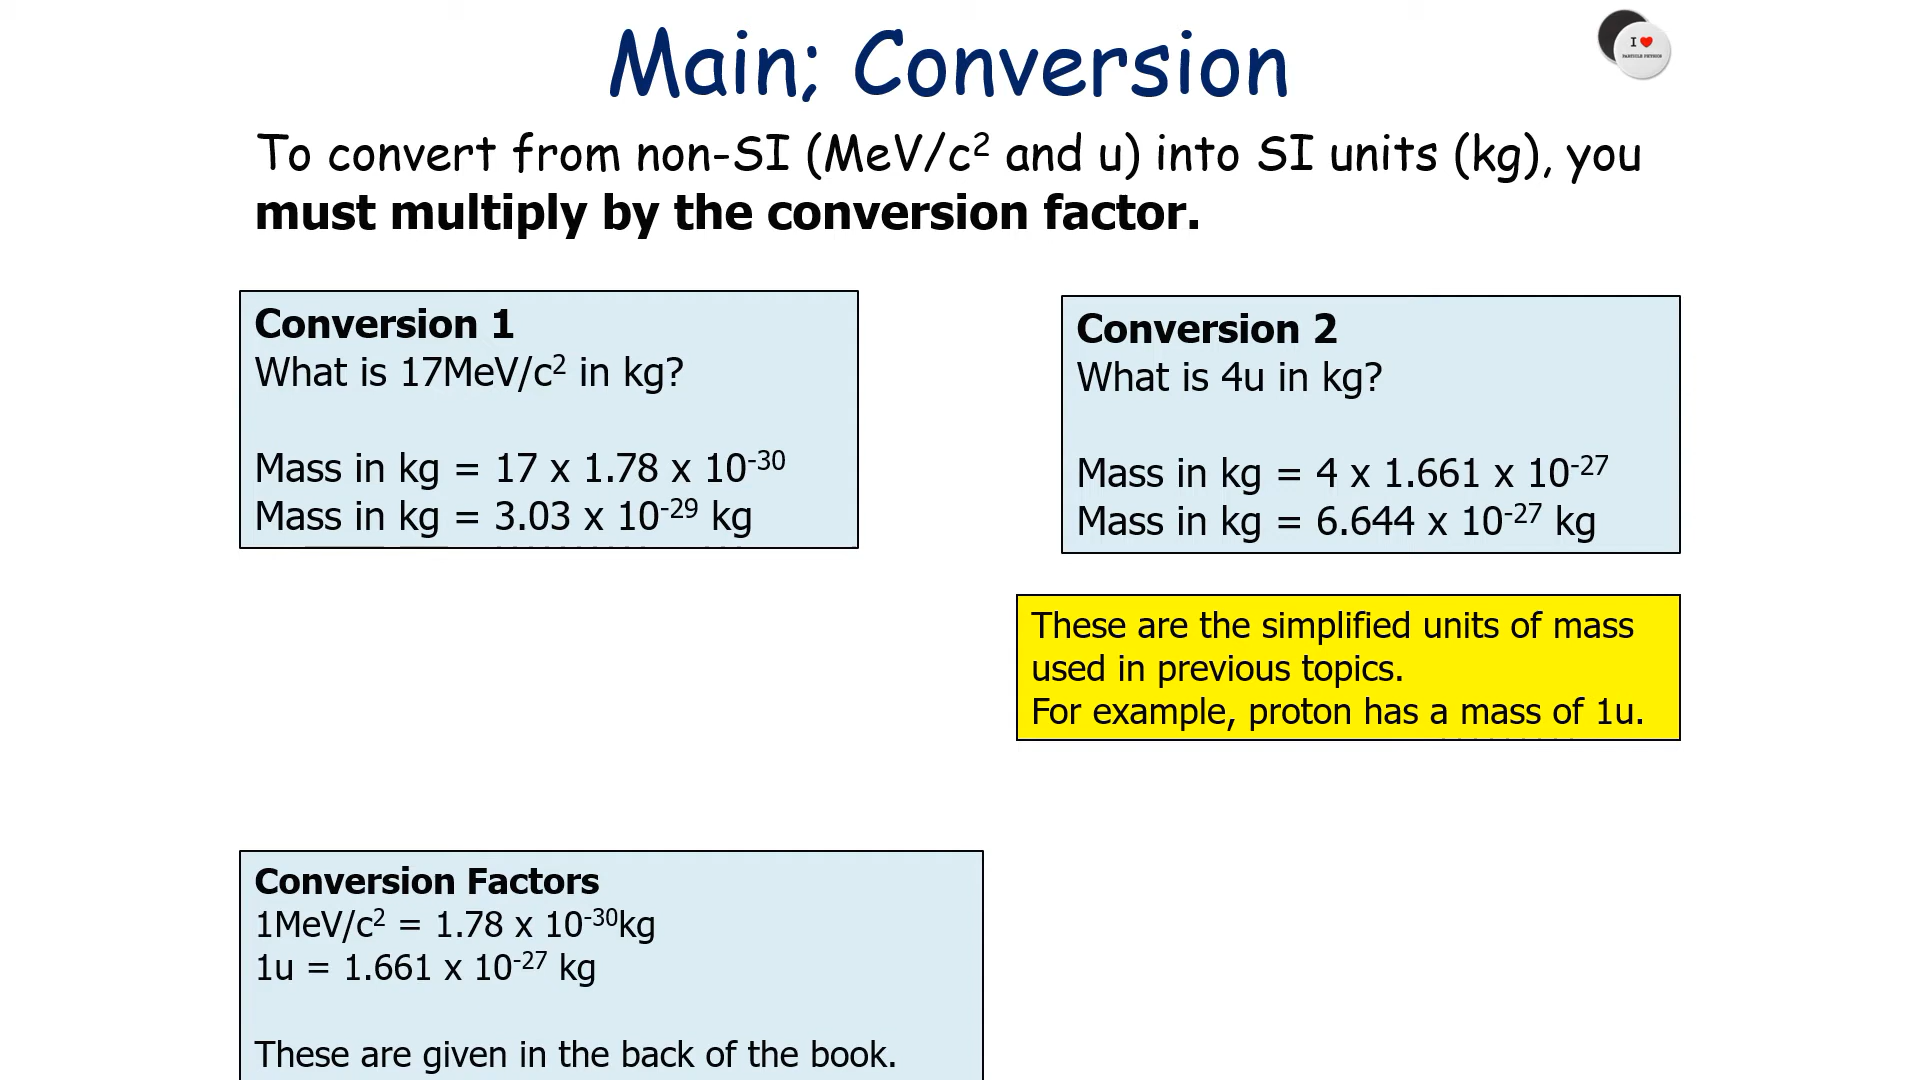 Main; Conversion
I ❤
PARTICLE PHYSICS
To convert from non-SI (MeV/c² and u) into SI units (kg), you
must multiply by the conversion factor.
Conversion 1
What is 17MeV/c² in kg?
Mass in kg = 17 x 1.78 x 10⁻³⁰
Mass in kg = 3.03 x 10⁻²⁹ kg
Conversion 2
What is 4u in kg?
Mass in kg = 4 x 1.661 x 10⁻²⁷
Mass in kg = 6.644 x 10⁻²⁷ kg
These are the simplified units of mass
used in previous topics.
For example, proton has a mass of 1u.
Conversion Factors
1MeV/c² = 1.78 x 10⁻³⁰kg
1u = 1.661 x 10⁻²⁷ kg
These are given in the back of the book.